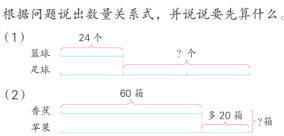 根据问题说出数量关系式，并说说要先算什么。
(1)
24 个
篮球
? 个
足球
(2)
60 箱
香蕉
多 20 箱
?箱
苹果